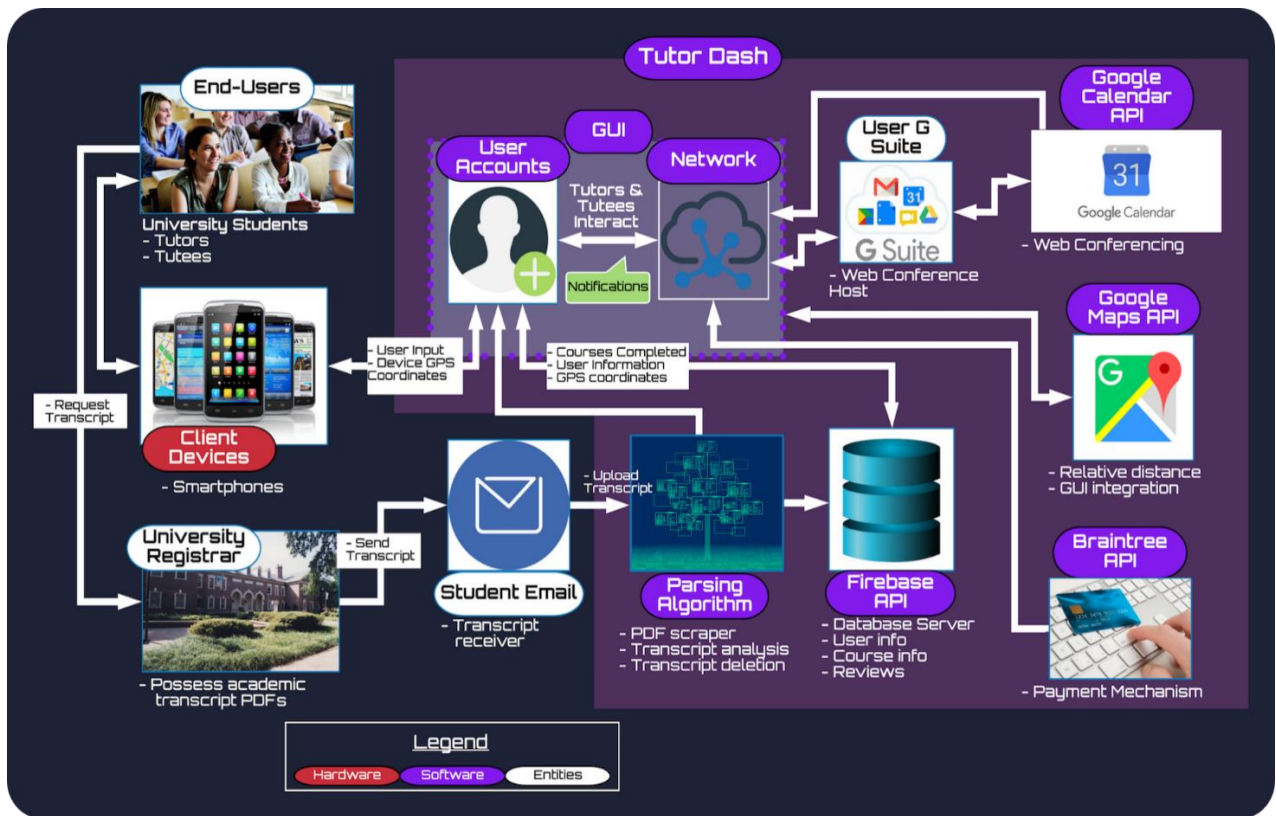 Tutor Dash
End-Users
University Students
- Tutors
- Tutees
GUI
User
Accounts
Network
Tutors &
Tutees
Interact
Notifications
User G
Suite
G Suite
- Web Conference
Host
Google
Calendar
API
31
Google Calendar
- Web Conferencing
- Request
Transcript
Client
Devices
- Smartphones
- User Input
- Device GPS
Coordinates
- Courses Completed
- User Information
- GPS coordinates
Google
Maps API
G
- Relative distance
- GUI integration
University
Registrar
- Possess academic
transcript PDFs
- Send
Transcript
Student Email
- Transcript
receiver
- Upload
Transcript
Parsing
Algorithm
- PDF scraper
- Transcript analysis
- Transcript deletion
Firebase
API
- Database Server
- User info
- Course info
- Reviews
Braintree
API
- Payment Mechanism
Legend
Hardware
Software
Entities